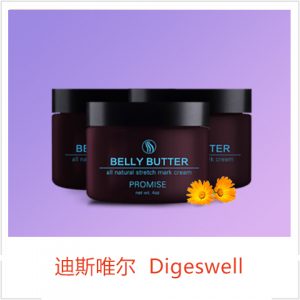 BELLY BUTTER
all natural stretch mark cream
PROMISE
net wt. 4oz
迪斯唯尔 Digeswell